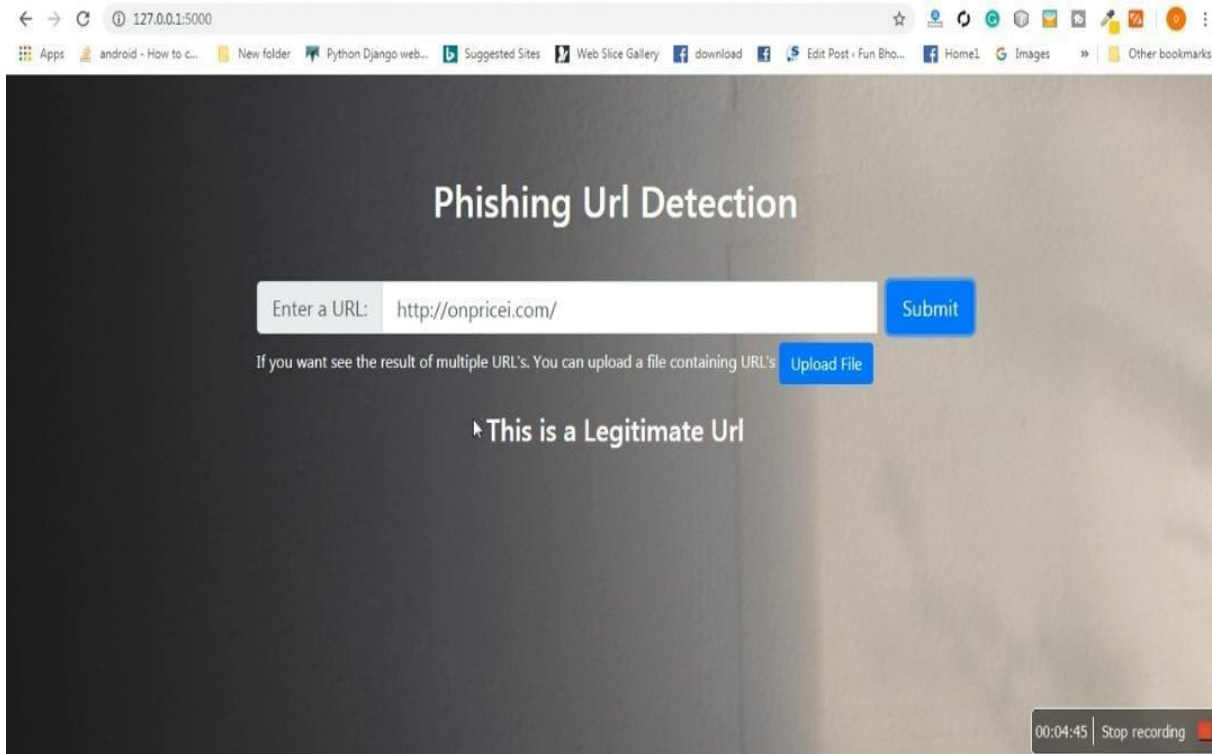 127.0.0.1:5000
Apps android - How to c... New folder Python Django web... Suggested Sites Web Slice Gallery download Edit Post ‹ Fun Bho... Home1 Images » Other bookmarks
Phishing Url Detection
Enter a URL: http://onpricei.com/ Submit
If you want see the result of multiple URL's. You can upload a file containing URL's Upload File
This is a Legitimate Url
00:04:45 Stop recording